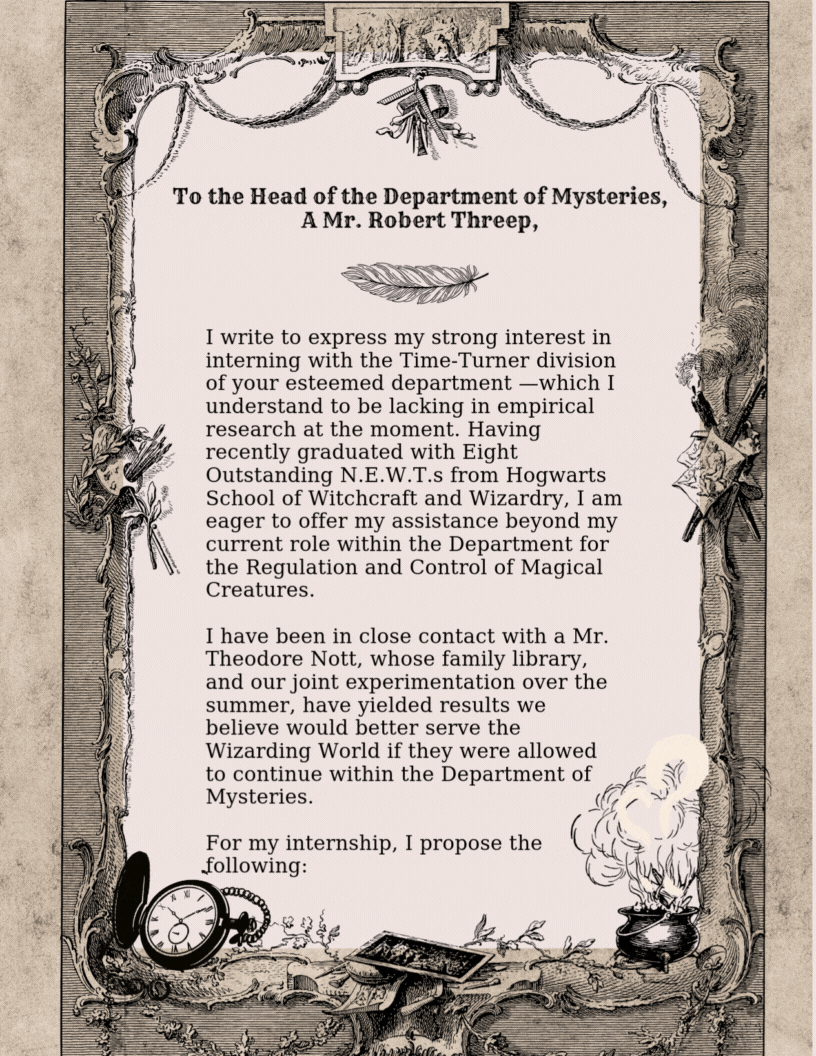 To the Head of the Department of Mysteries,
A Mr. Robert Threep,
I write to express my strong interest in
interning with the Time-Turner division
of your esteemed department —which I
understand to be lacking in empirical
research at the moment. Having
recently graduated with Eight
Outstanding N.E.W.T.s from Hogwarts
School of Witchcraft and Wizardry, I am
eager to offer my assistance beyond my
current role within the Department for
the Regulation and Control of Magical
Creatures.
I have been in close contact with a Mr.
Theodore Nott, whose family library,
and our joint experimentation over the
summer, have yielded results we
believe would better serve the
Wizarding World if they were allowed
to continue within the Department of
Mysteries.
For my internship, I propose the
following: